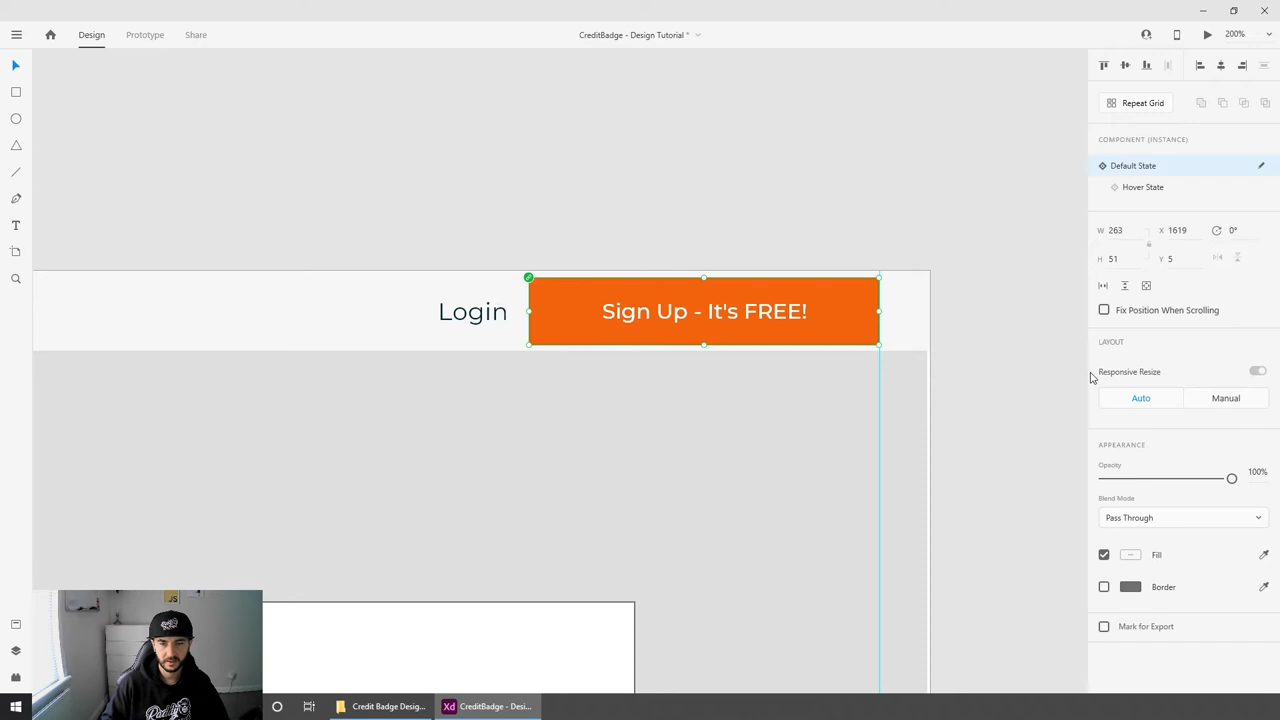 Design
Prototype
Share
CreditBadge - Design Tutorial *
200%
Repeat Grid
COMPONENT (INSTANCE)
Default State
Hover State
W 263 X 1619 0°
H 51 Y 5
Fix Position When Scrolling
LAYOUT
Responsive Resize
Auto Manual
APPEARANCE
Opacity
100%
Blend Mode
Pass Through
Fill
Border
Mark for Export
Login
Sign Up - It's FREE!
T
JS
Credit Badge Desig...
Xd CreditBadge - Desi...